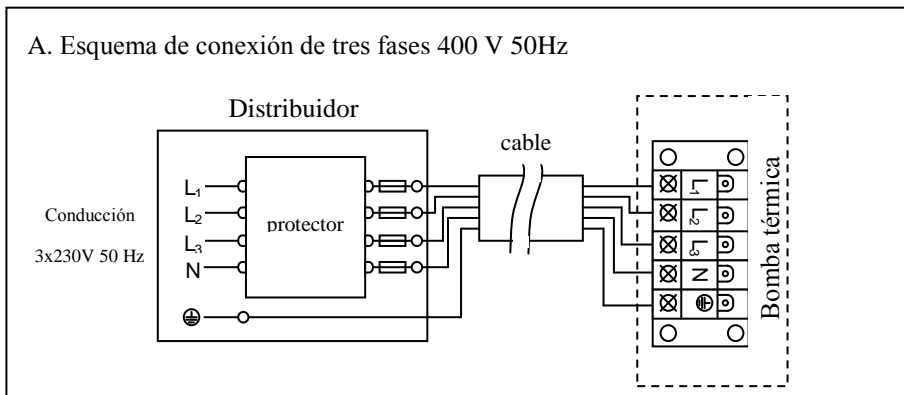 A. Esquema de conexión de tres fases 400 V 50Hz
Distribuidor
cable
L1
L2
L3
N
protector
Conducción
3x230V 50 Hz
L1
L2
L3
N
Bomba térmica